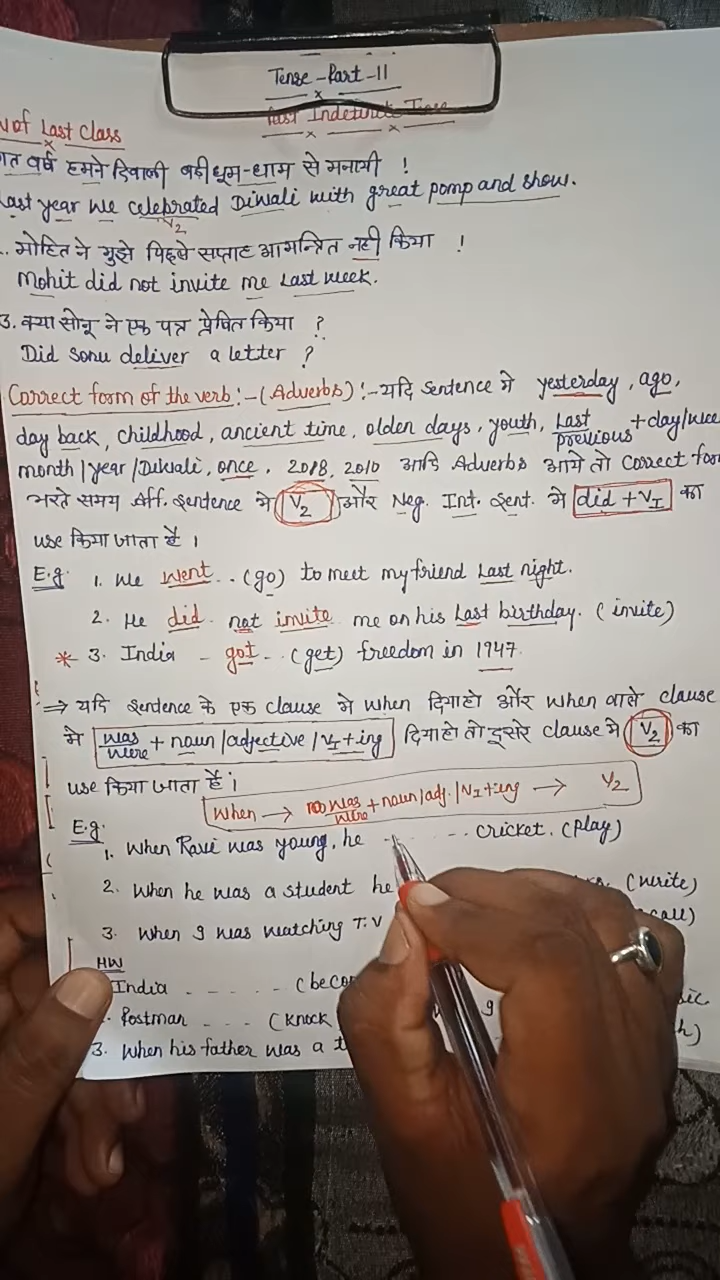 Tense-Part-II
Past Indefinite Tense
of Last Class
गत वर्ष हमने दिवाली बड़ी धूम-धाम से मनायी !
Last year we celebrated Diwali with great pomp and show.
V2
मोहित ने मुझे पिछले सप्ताह आमन्त्रित नही किया !
Mohit did not invite me Last week.
3. क्या सोनू ने एक पत्र प्रेषित किया ?
Did Sonu deliver a letter ?
Correct form of the verb:-(Adverbs):-यदि sentence मे yesterday, ago,
day back, childhood, ancient time, olden days, youth, Last previous + day/
month/year/Diwali, once, 2018, 2010 आदि Adverbs आये तो correct
भरते समय Aff. sentence मे V2 और Neg. Int. Sent. मे did + VI का
use किया जाता है ।
E.g. 1. We went .. (go) to meet my friend Last night.
2. He did not invite me on his Last birthday. (invite)
* 3. India - got .. (get) freedom in 1947.
⇒ यदि sentence के एक clause मे when दिया हो और when वाले clause
मे was were + noun/adjective/VI+ing दिया हो तो दूसरे clause मे V2 का
use किया जाता है ।
When → was were + noun/adj./VI+ing → V2
E.g.
1. When Ravi was young, he - ..... cricket. (Play)
2. When he was a student he (write)
3. When I was watching T.V
HW
India ..... (
Postman ... (Knock
3. When his father was a